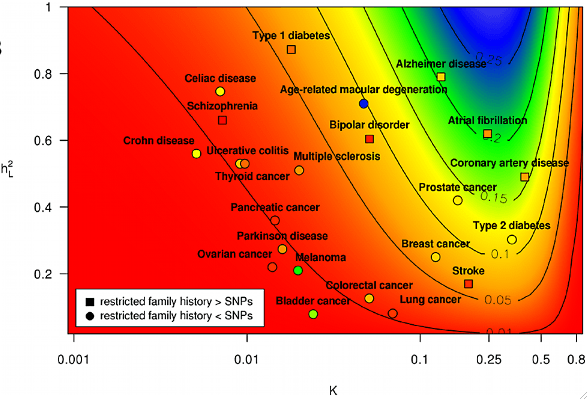 B
1
Type 1 diabetes
0.25
Alzheimer disease
0.8
Celiac disease
Age-related macular degeneration
Schizophrenia
Atrial fibrillation
Bipolar disorder
0.6
Crohn disease
Ulcerative colitis
Multiple sclerosis
Coronary artery disease
h²L
Thyroid cancer
Prostate cancer
0.15
0.4
Pancreatic cancer
Type 2 diabetes
Parkinson disease
Breast cancer
0.1
Ovarian cancer
Melanoma
0.2
Stroke
Colorectal cancer
restricted family history > SNPs
Bladder cancer
Lung cancer
0.05
restricted family history < SNPs
0.01
0.001
0.01
0.1
0.25
0.5
0.8
K